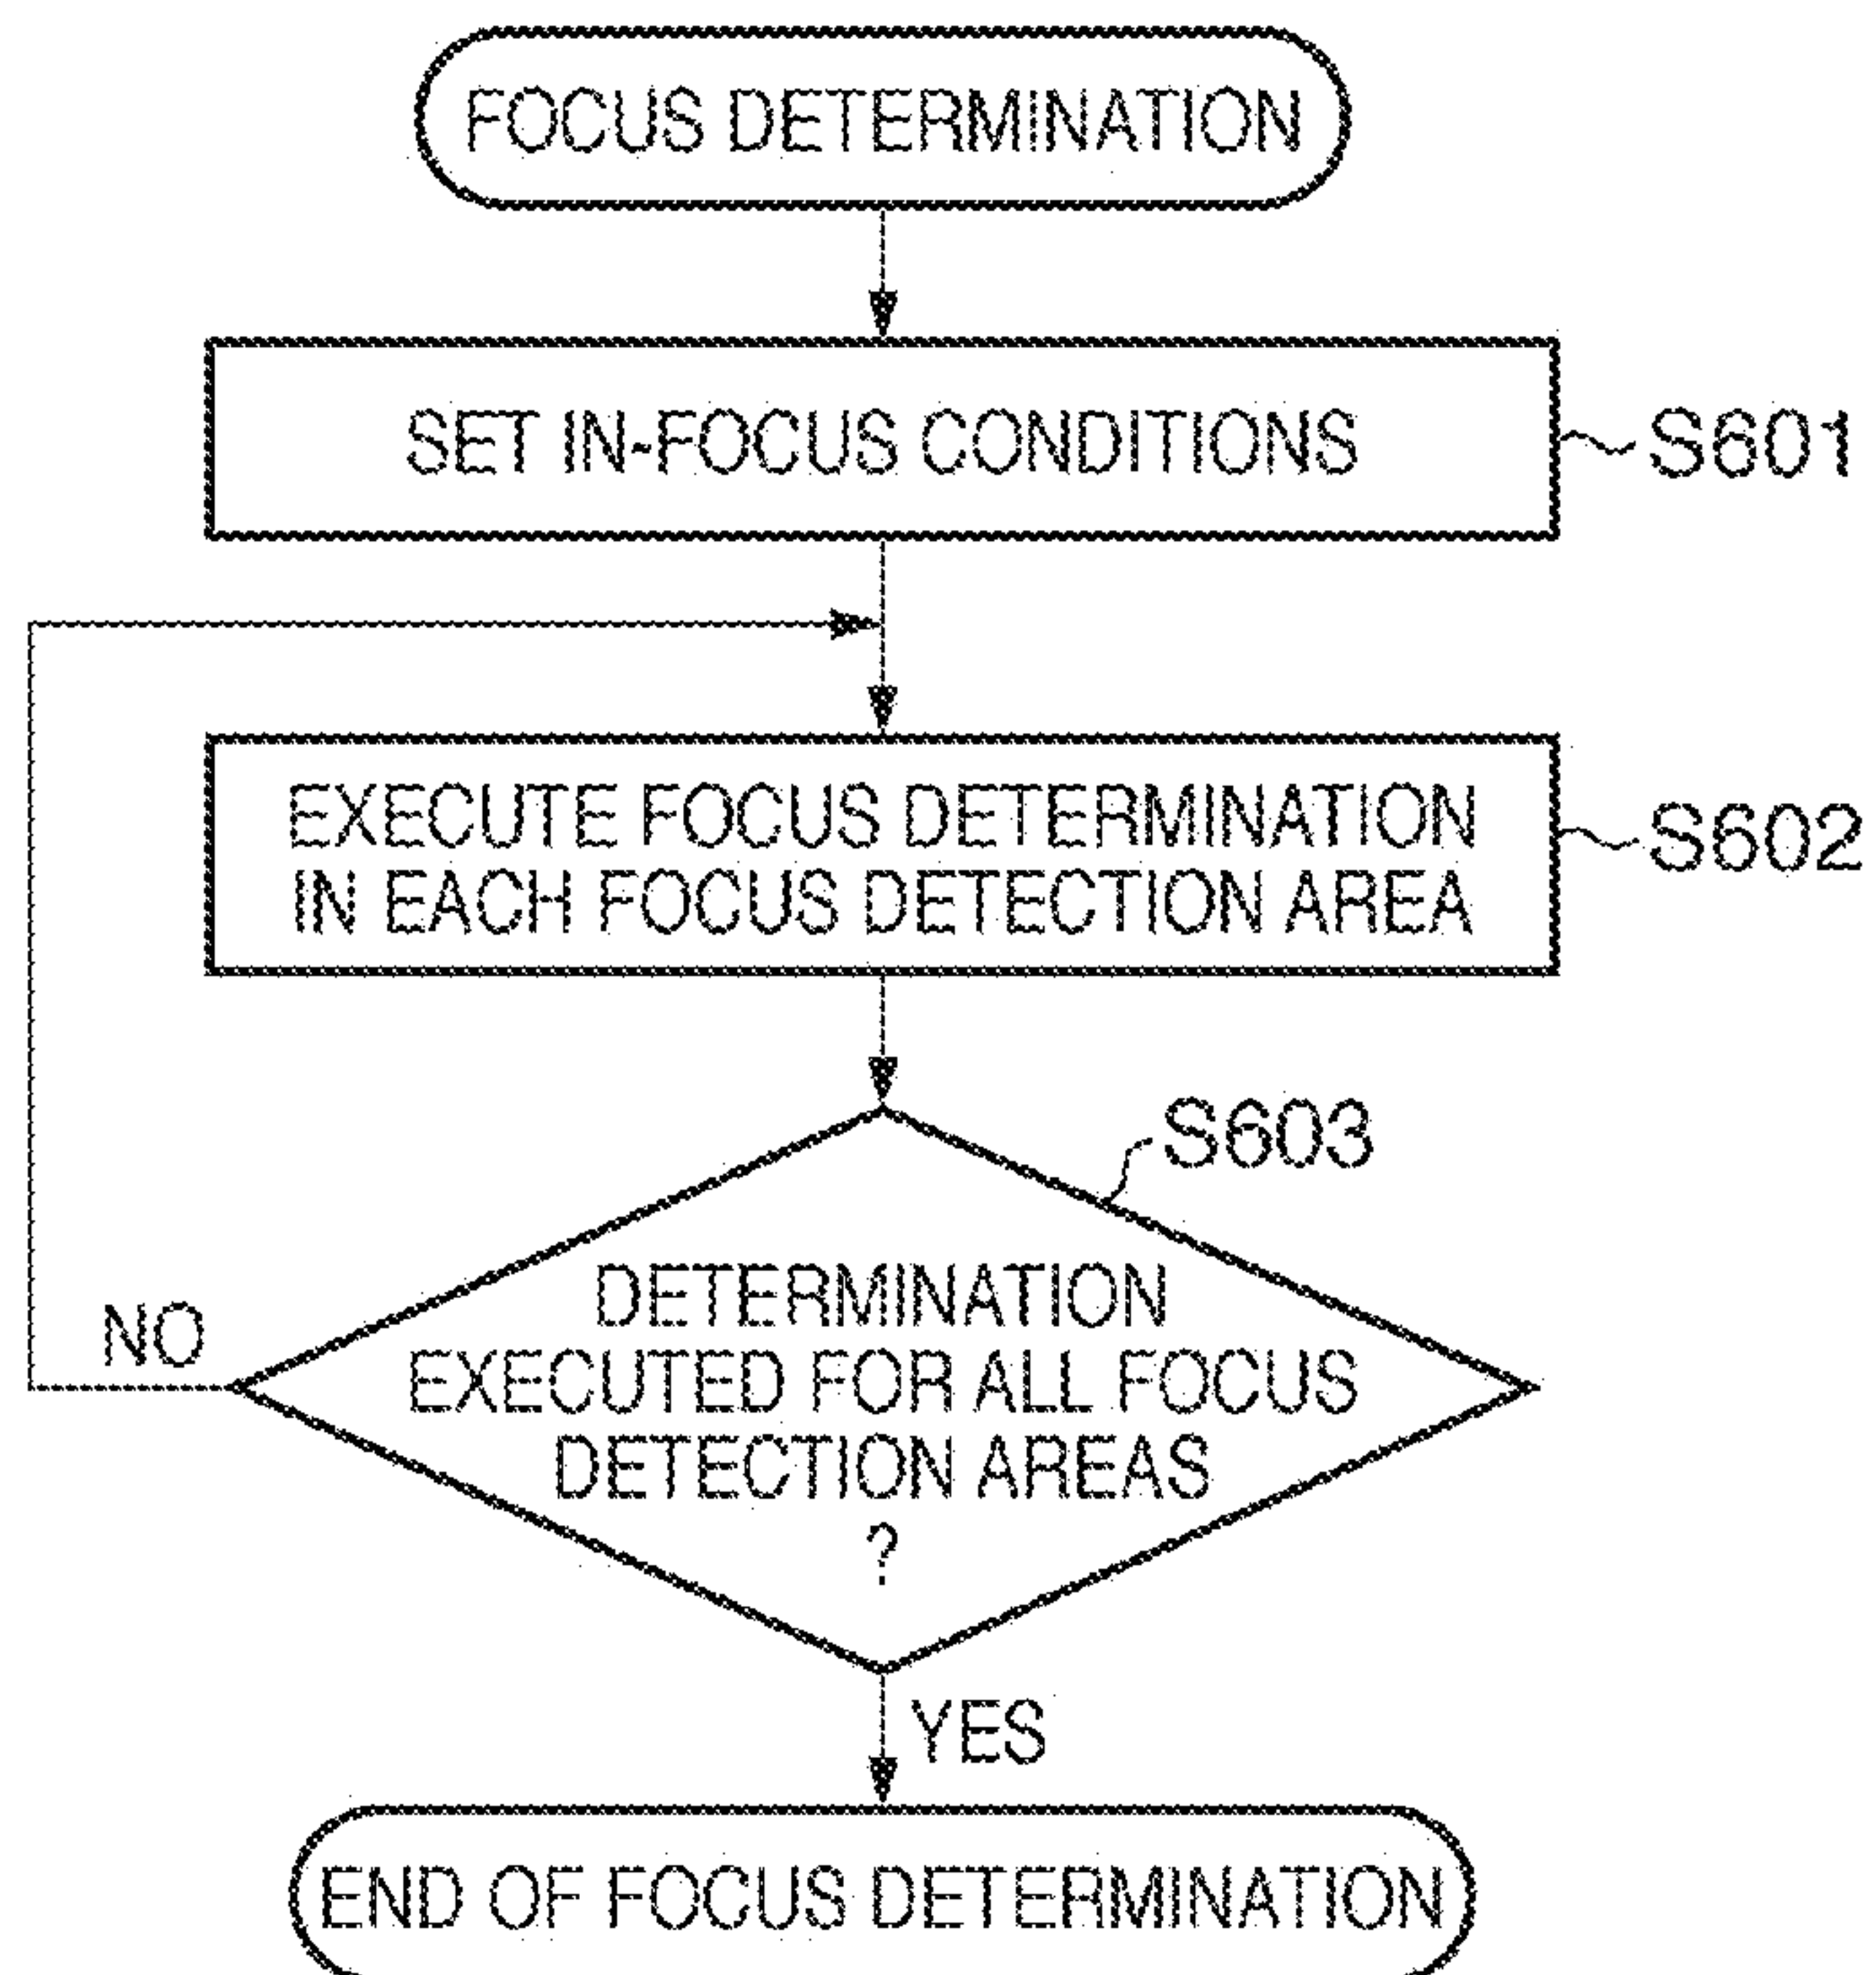 FOCUS DETERMINATION
SET IN-FOCUS CONDITIONS
S601
EXECUTE FOCUS DETERMINATION
IN EACH FOCUS DETECTION AREA
S602
S603
DETERMINATION
EXECUTED FOR ALL FOCUS
DETECTION AREAS
?
NO
YES
END OF FOCUS DETERMINATION